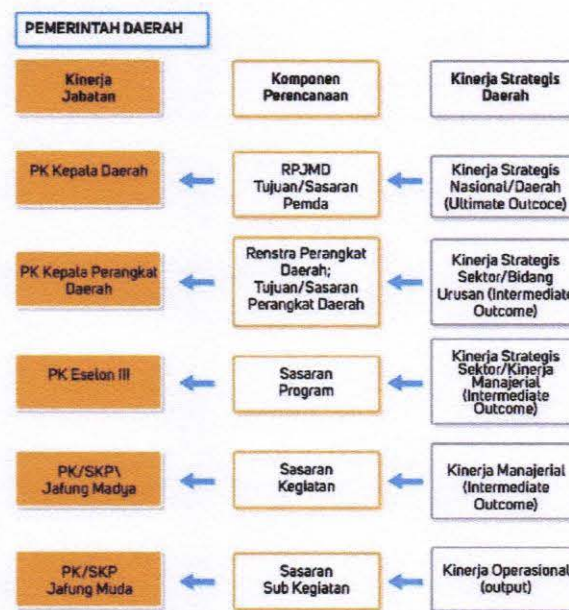 PEMERINTAH DAERAH
Kinerja
Jabatan
Komponen
Perencanaan
Kinerja Strategis
Daerah
PK Kepala Daerah
RPJMD
Tujuan/Sasaran
Pemda
Kinerja Strategis
Nasional/Daerah
(Ultimate Outcoce)
PK Kepala Perangkat
Daerah
Renstra Perangkat
Daerah;
Tujuan/Sasaran
Perangkat Daerah
Kinerja Strategis
Sektor/Bidang
Urusan (Intermediate
Outcome)
PK Eselon III
Sasaran
Program
Kinerja Strategis
Sektor/Kinerja
Manajerial
(Intermediate
Outcome)
PK/SKP\
Jafung Madya
Sasaran
Kegiatan
Kinerja Manajerial
(Intermediate
Outcome)
PK/SKP
Jafung Muda
Sasaran
Sub Kegiatan
Kinerja Operasional
(output)